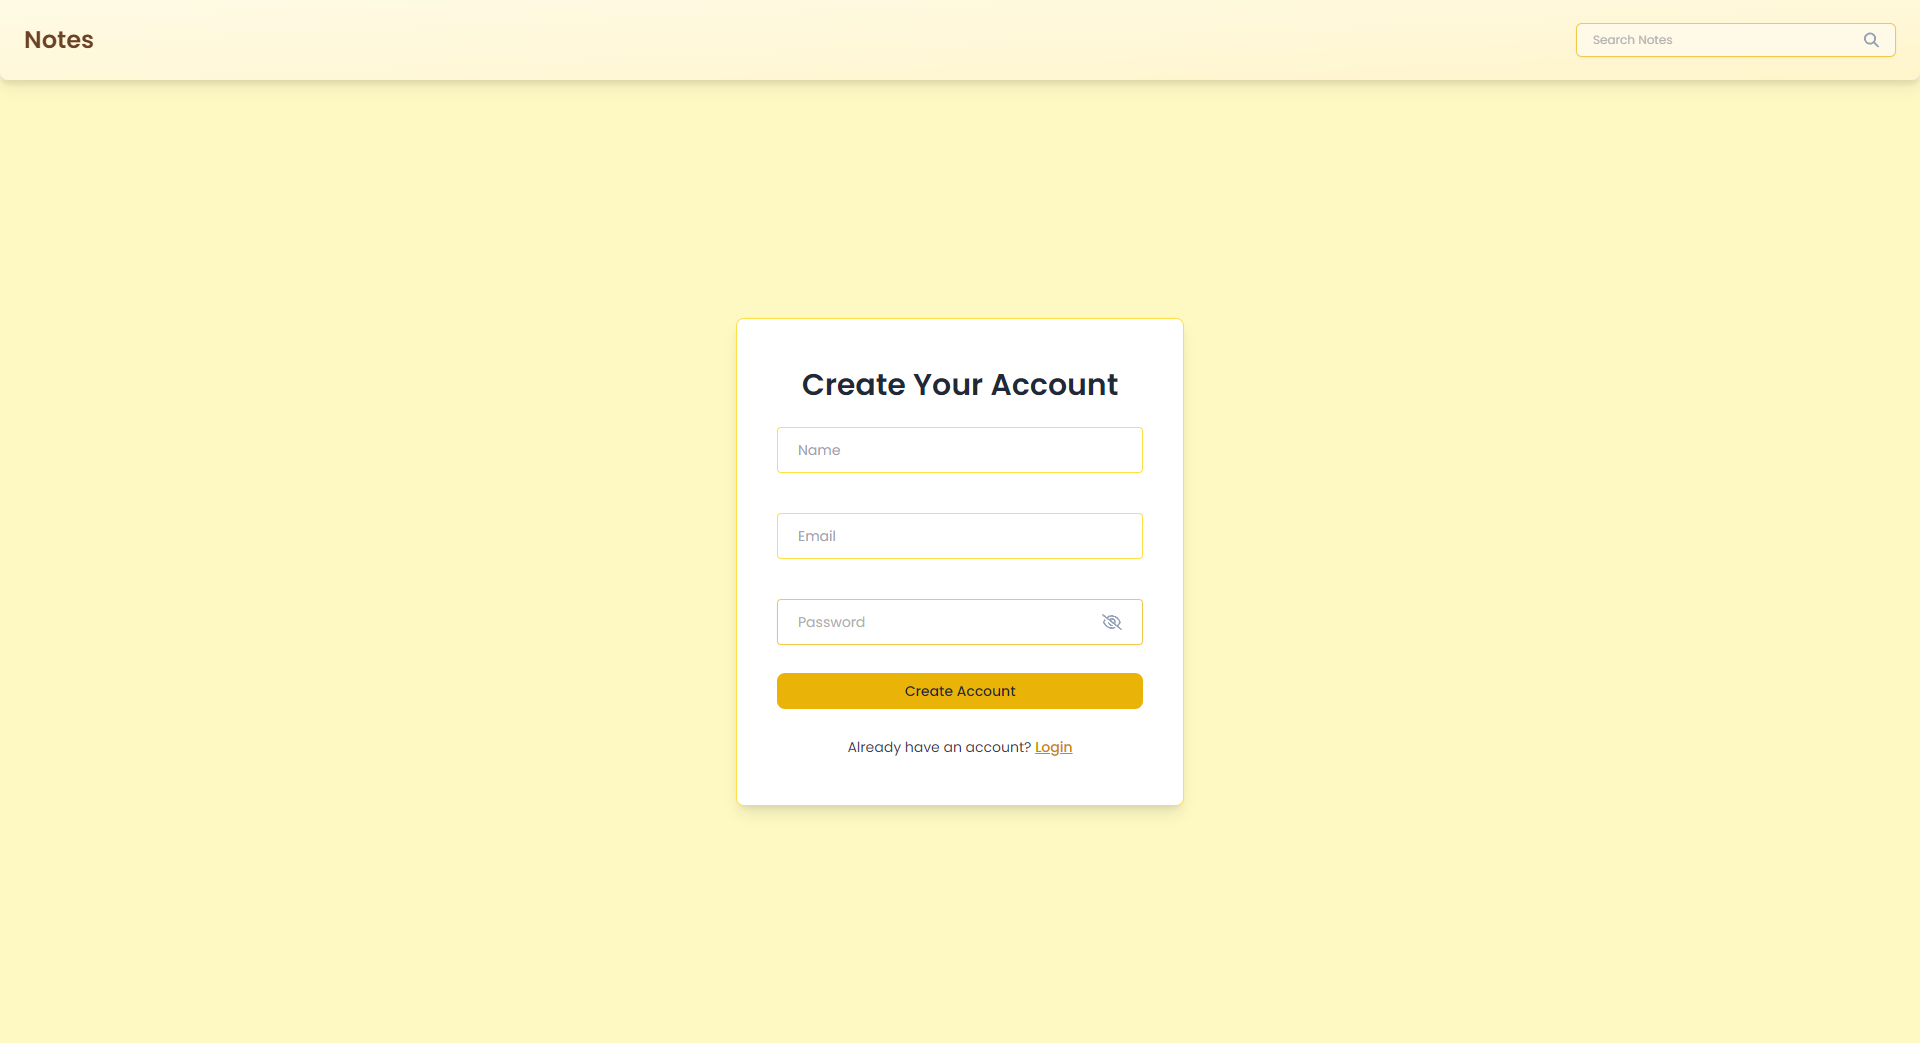 Notes
Search Notes
Create Your Account
Name
Email
Password
Create Account
Already have an account? Login